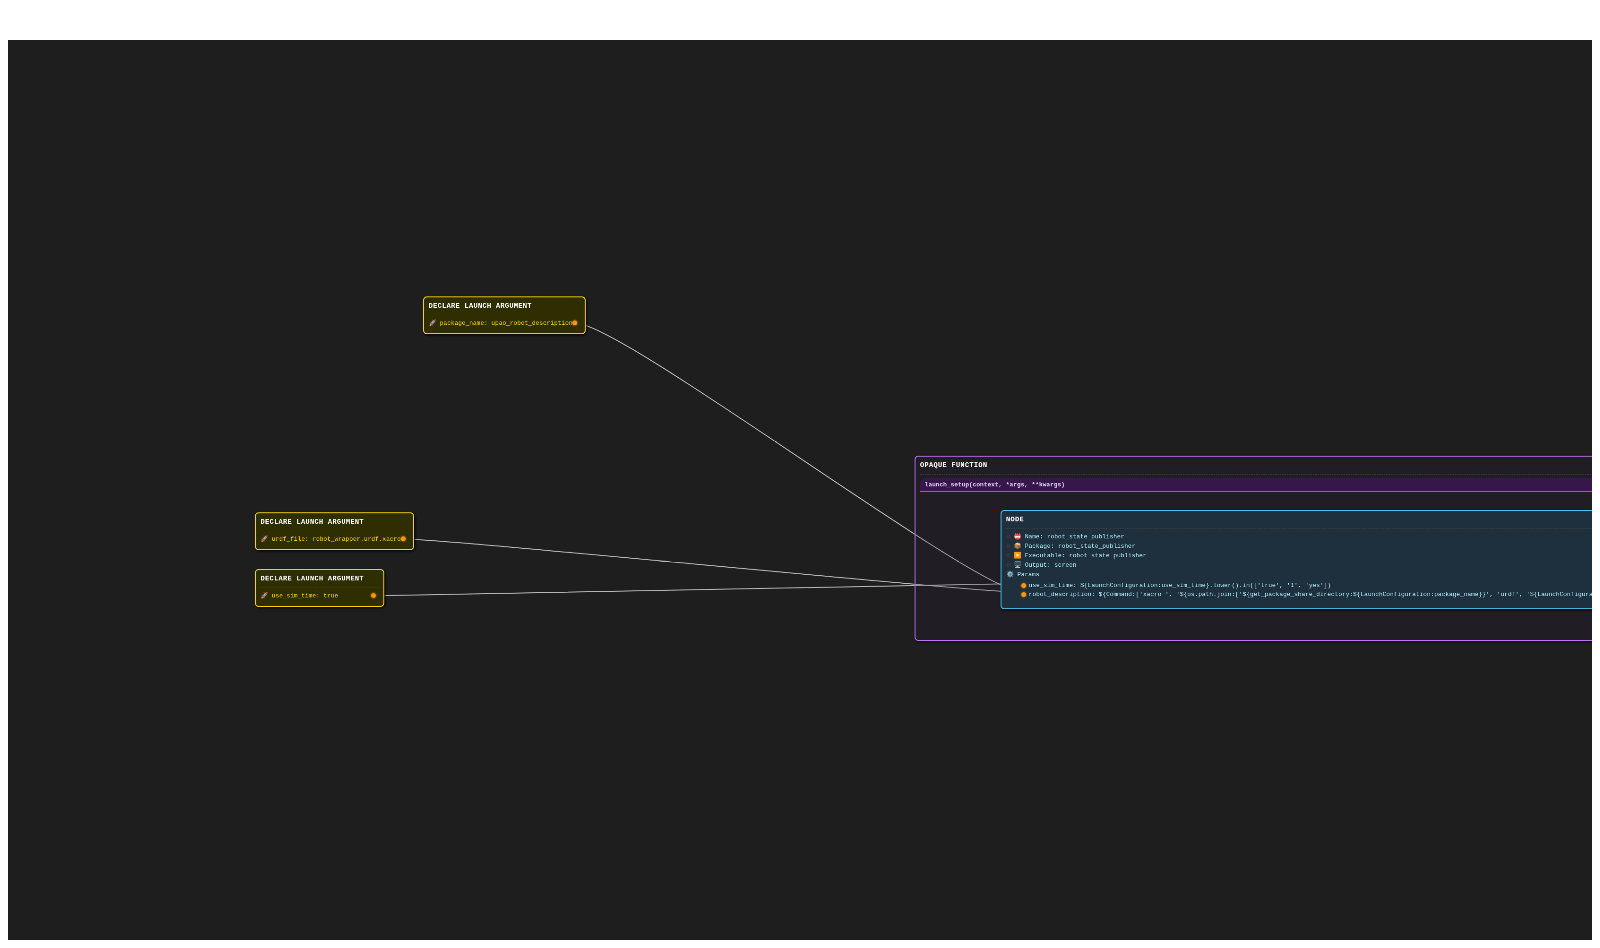 DECLARE LAUNCH ARGUMENT
package_name: upao_robot_description
DECLARE LAUNCH ARGUMENT
urdf_file: robot_wrapper.urdf.xacro
DECLARE LAUNCH ARGUMENT
use_sim_time: true
OPAQUE FUNCTION
launch_setup(context, *args, **kwargs)
NODE
Name: robot_state_publisher
Package: robot_state_publisher
Executable: robot_state_publisher
Output: screen
Params
use_sim_time: ${LaunchConfiguration:use_sim_time}.lower().in(['true', '1', 'yes'])
robot_description: ${Command:['xacro ', '${os.path.join:['${get_package_share_directory:${LaunchConfiguration:package_name}}', 'urdf', '${LaunchConfigura